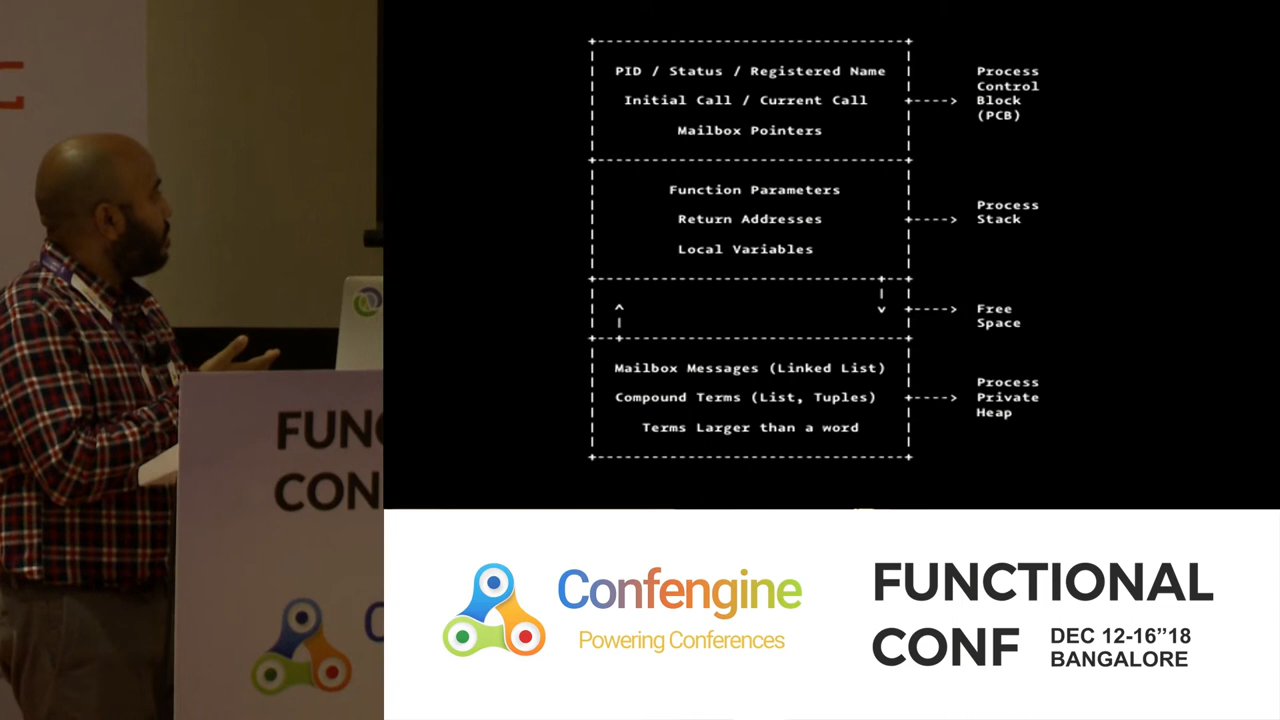 PID / Status / Registered Name
Initial Call / Current Call
Mailbox Pointers
Process
Control
Block
(PCB)
Function Parameters
Return Addresses
Local Variables
Process
Stack
Free
Space
Mailbox Messages (Linked List)
Compound Terms (List, Tuples)
Terms Larger than a word
Process
Private
Heap
FUNC
CON
C
Confengine
Powering Conferences
FUNCTIONAL
CONF DEC 12-16”18
BANGALORE